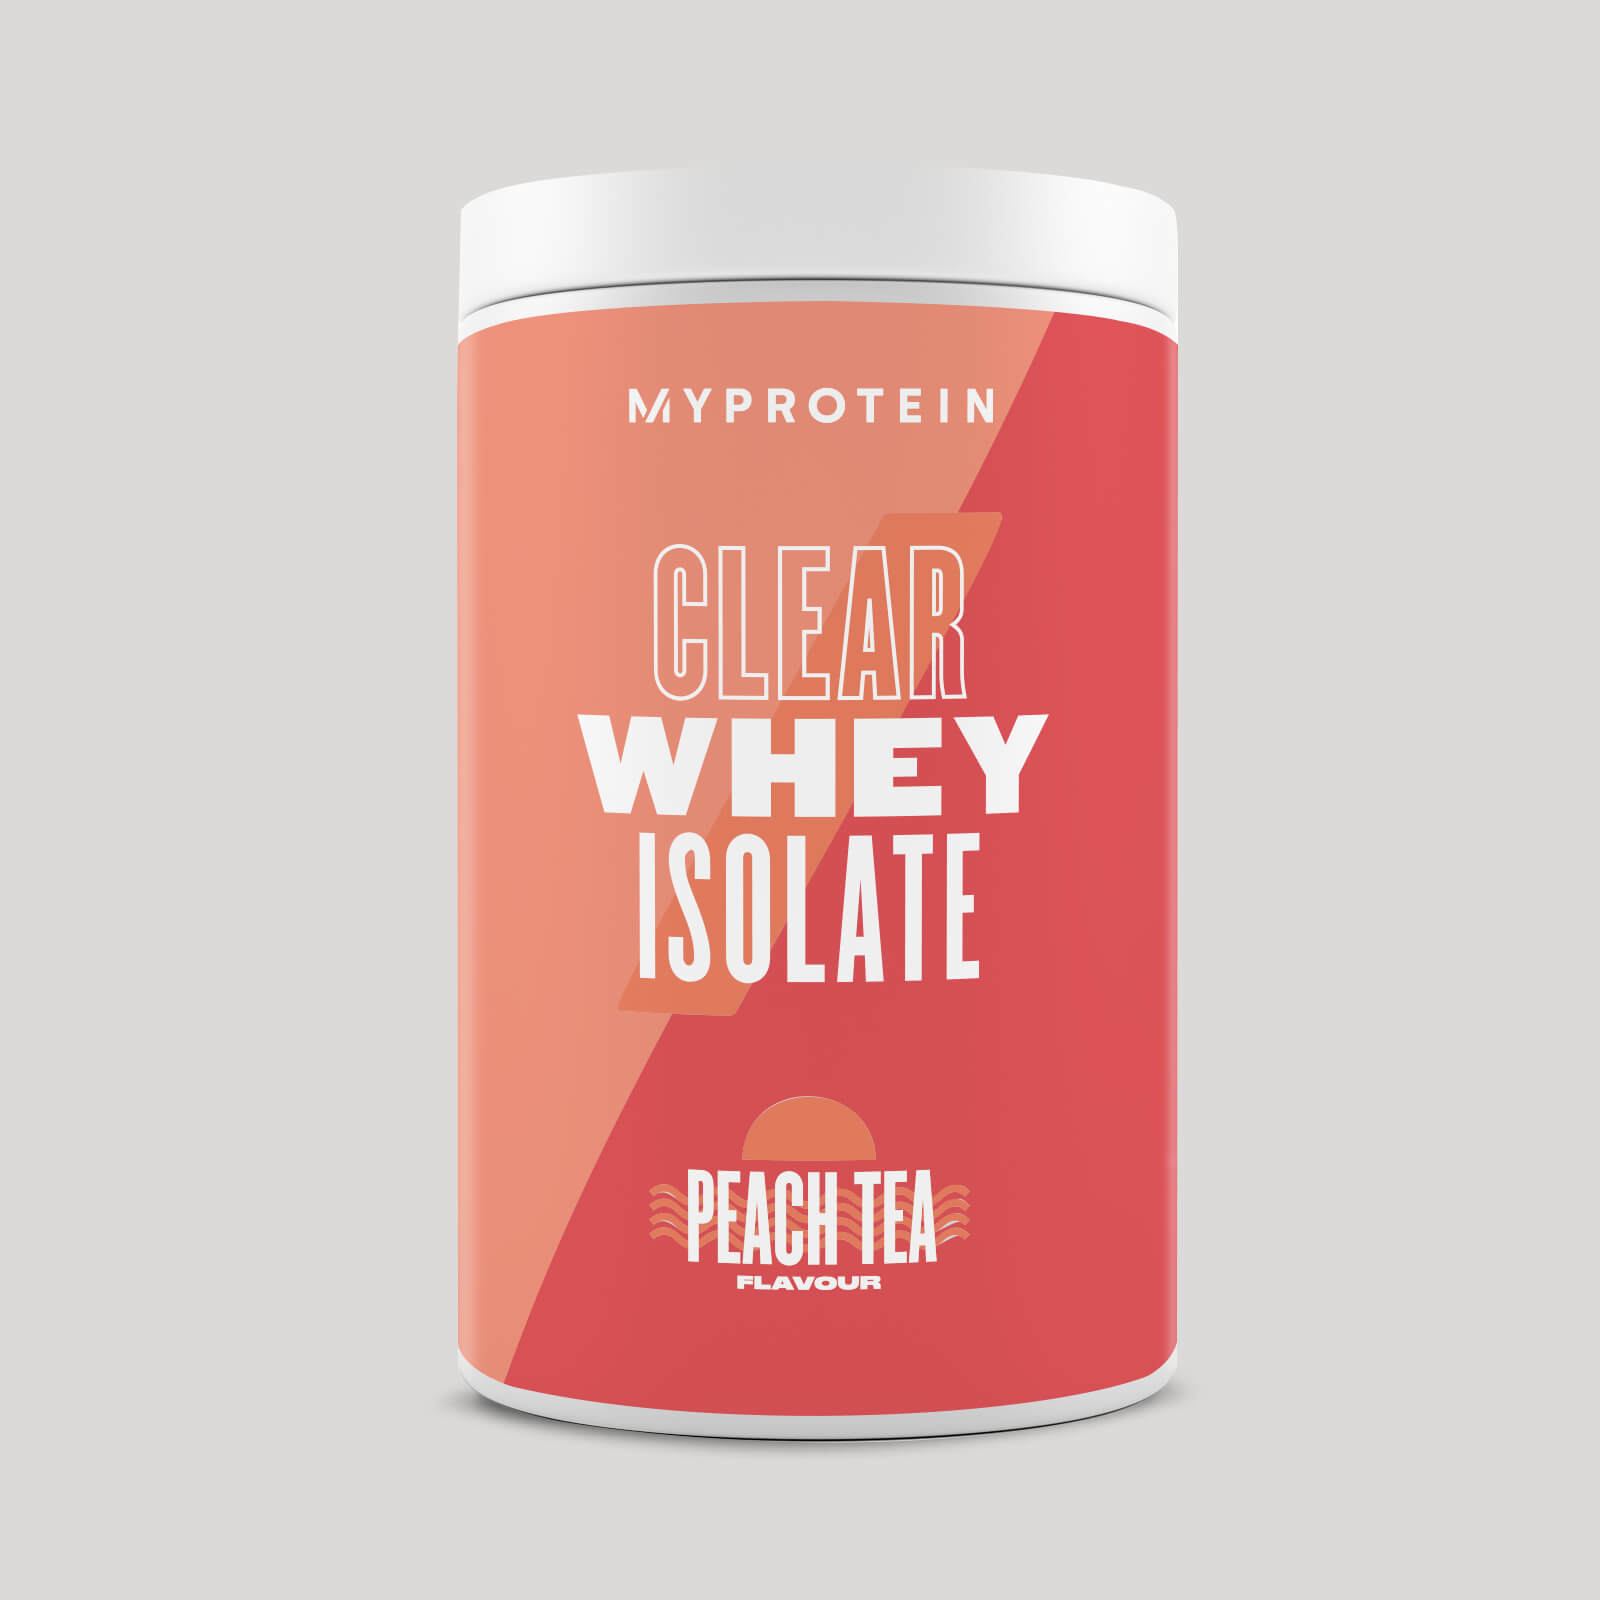 MYPROTEIN
CLEAR
WHEY
ISOLATE
PEACH TEA
FLAVOUR